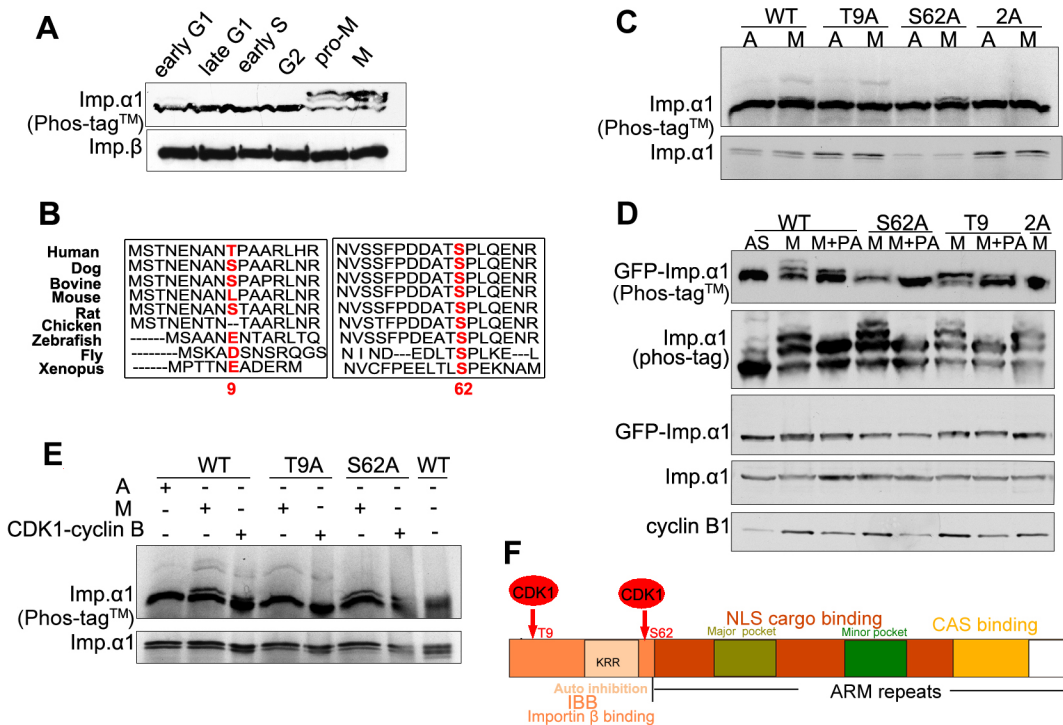 A
early G1
late G1
early S
G2
pro-M
M
Imp.α1
(Phos-tag™)
Imp.β
B
Human MSTNENANTPAARLHR NVSSFPDDATSPLQENR
Dog MSTNENANSPAARLNR NVSSFPDDATSPLQENR
Bovine MSTNENANSPAARLNR NVSSFPDDATSPLQENR
Mouse MSTNENANLPAARLNR NVSSFPDDATSPLQENR
Rat MSTNENANSPAARLNR NVSSFPDDATSPLQENR
Chicken MSTNENTN--TAARLNR NVSTFPDDATSPLQENR
Zebrafish ------MSAANENTARLTQ NVSSFPDEATSPLQENR
Fly --------MSKADSNSRQGS NIND---EDLTSPLKE---L
Xenopus ------MPTTNEADERM NVCFPEELTLSPEKNAM
9 62
C
WT T9A S62A 2A
A M A M A M A M
Imp.α1
(Phos-tag™)
Imp.α1
D
WT S62A T9 2A
AS M M+PA M M+PA M M+PA M
GFP-Imp.α1
(Phos-tag™)
Imp.α1
(phos-tag)
GFP-Imp.α1
Imp.α1
cyclin B1
E
WT T9A S62A WT
A + - - - - - - -
M - + - + - + - -
CDK1-cyclin B - - + - + - + -
Imp.α1
(Phos-tag™)
Imp.α1
F
CDK1 CDK1
T9 S62
NLS cargo binding
CAS binding
Major pocket Minor pocket
KRR
Auto inhibition
IBB
Importin β binding
ARM repeats